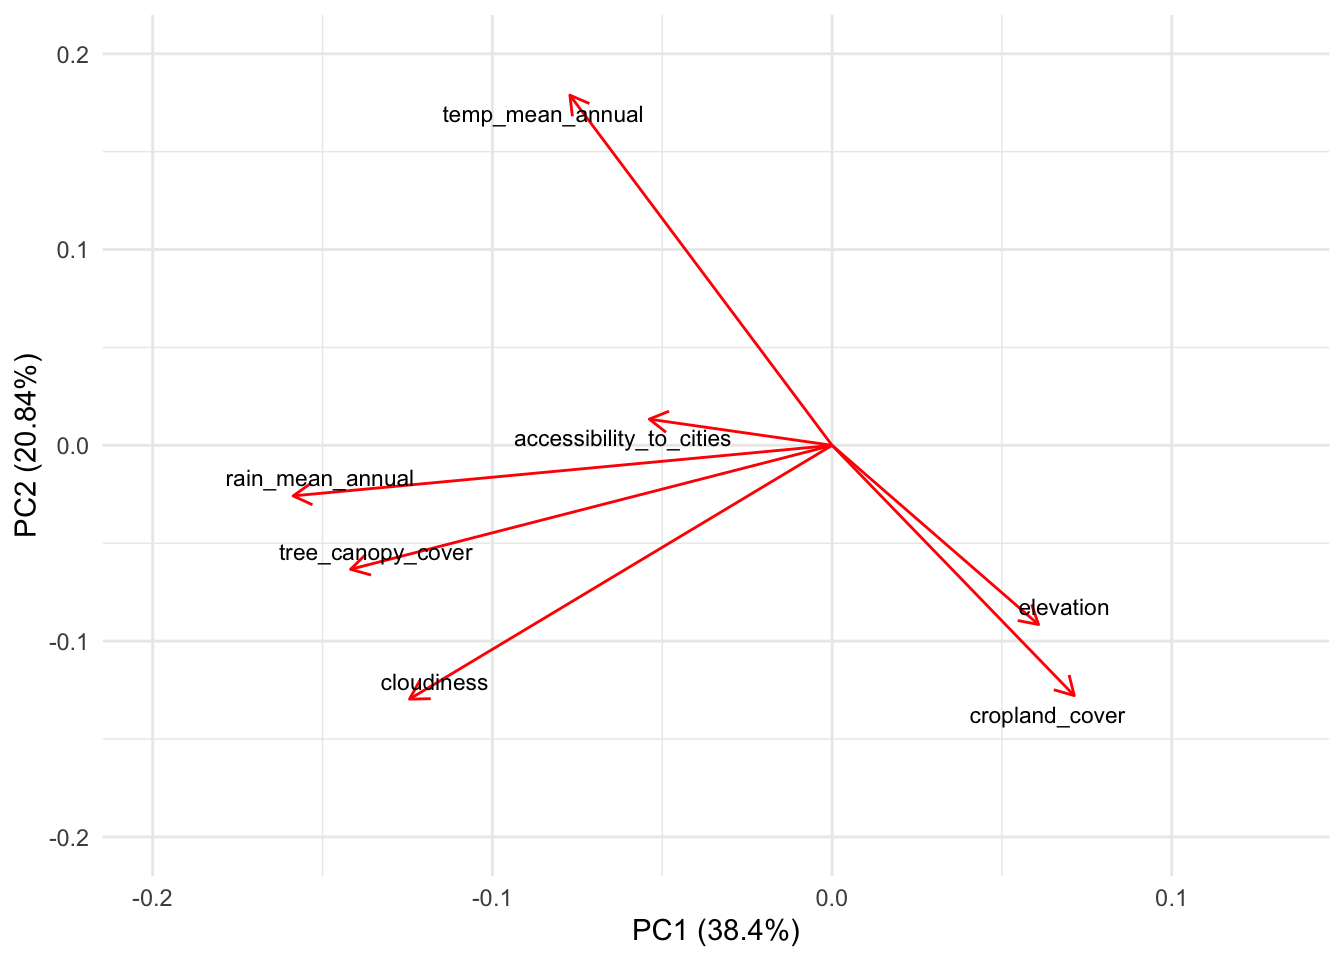 0.2
temp_mean_annual
0.1
PC2 (20.84%)
0.0
accessibility_to_cities
rain_mean_annual
tree_canopy_cover
elevation
-0.1
cloudiness
cropland_cover
-0.2
-0.2
-0.1
0.0
0.1
PC1 (38.4%)